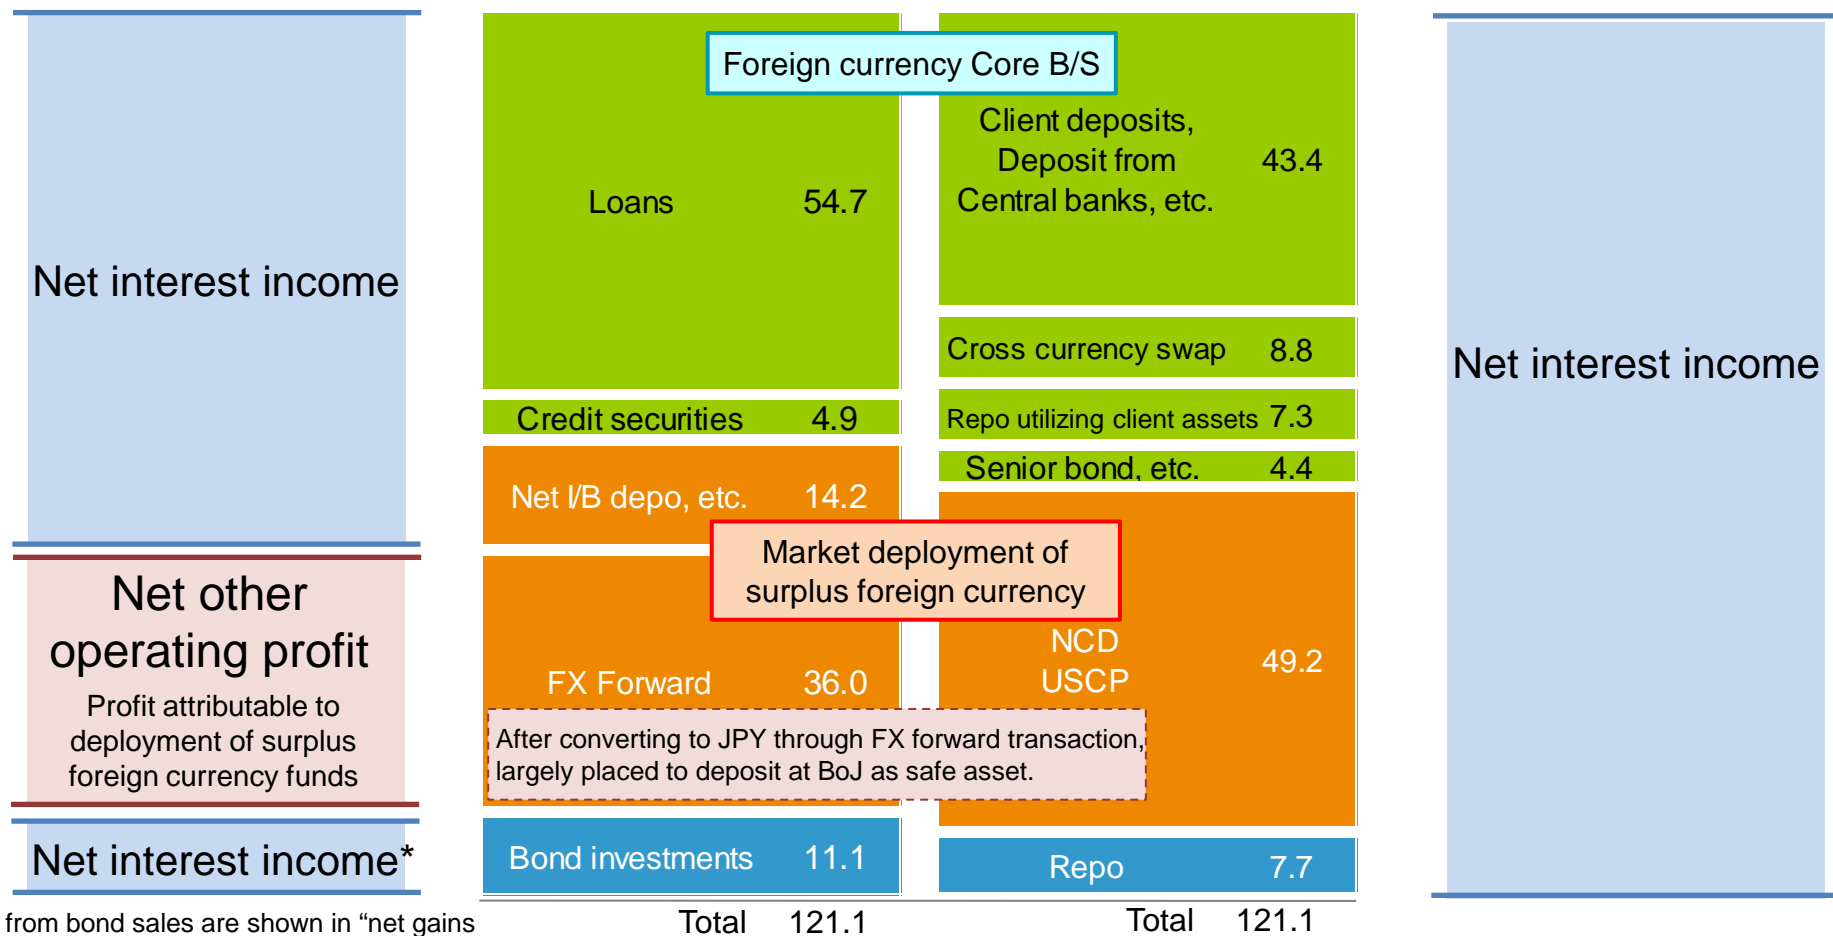 Foreign currency Core B/S
Net interest income
Loans 54.7
Credit securities 4.9
Net I/B depo, etc. 14.2
FX Forward 36.0
Bond investments 11.1
Total 121.1
Client deposits,
Deposit from
Central banks, etc.
43.4
Cross currency swap 8.8
Repo utilizing client assets 7.3
Senior bond, etc. 4.4
Market deployment of
surplus foreign currency
NCD
USCP
49.2
After converting to JPY through FX forward transaction,
largely placed to deposit at BoJ as safe asset.
Repo 7.7
Total 121.1
Net other
operating profit
Profit attributable to
deployment of surplus
foreign currency funds
Net interest income*
from bond sales are shown in “net gains
Net interest income